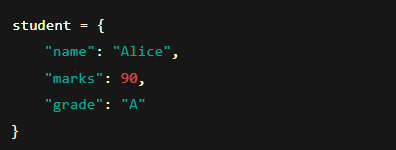 student = {
    "name": "Alice",
    "marks": 90,
    "grade": "A"
}